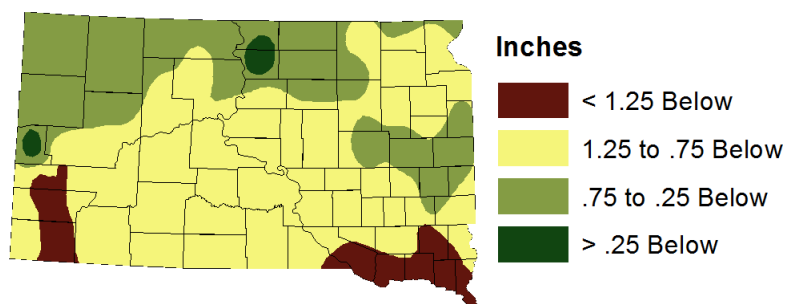 Inches
< 1.25 Below
1.25 to .75 Below
.75 to .25 Below
> .25 Below